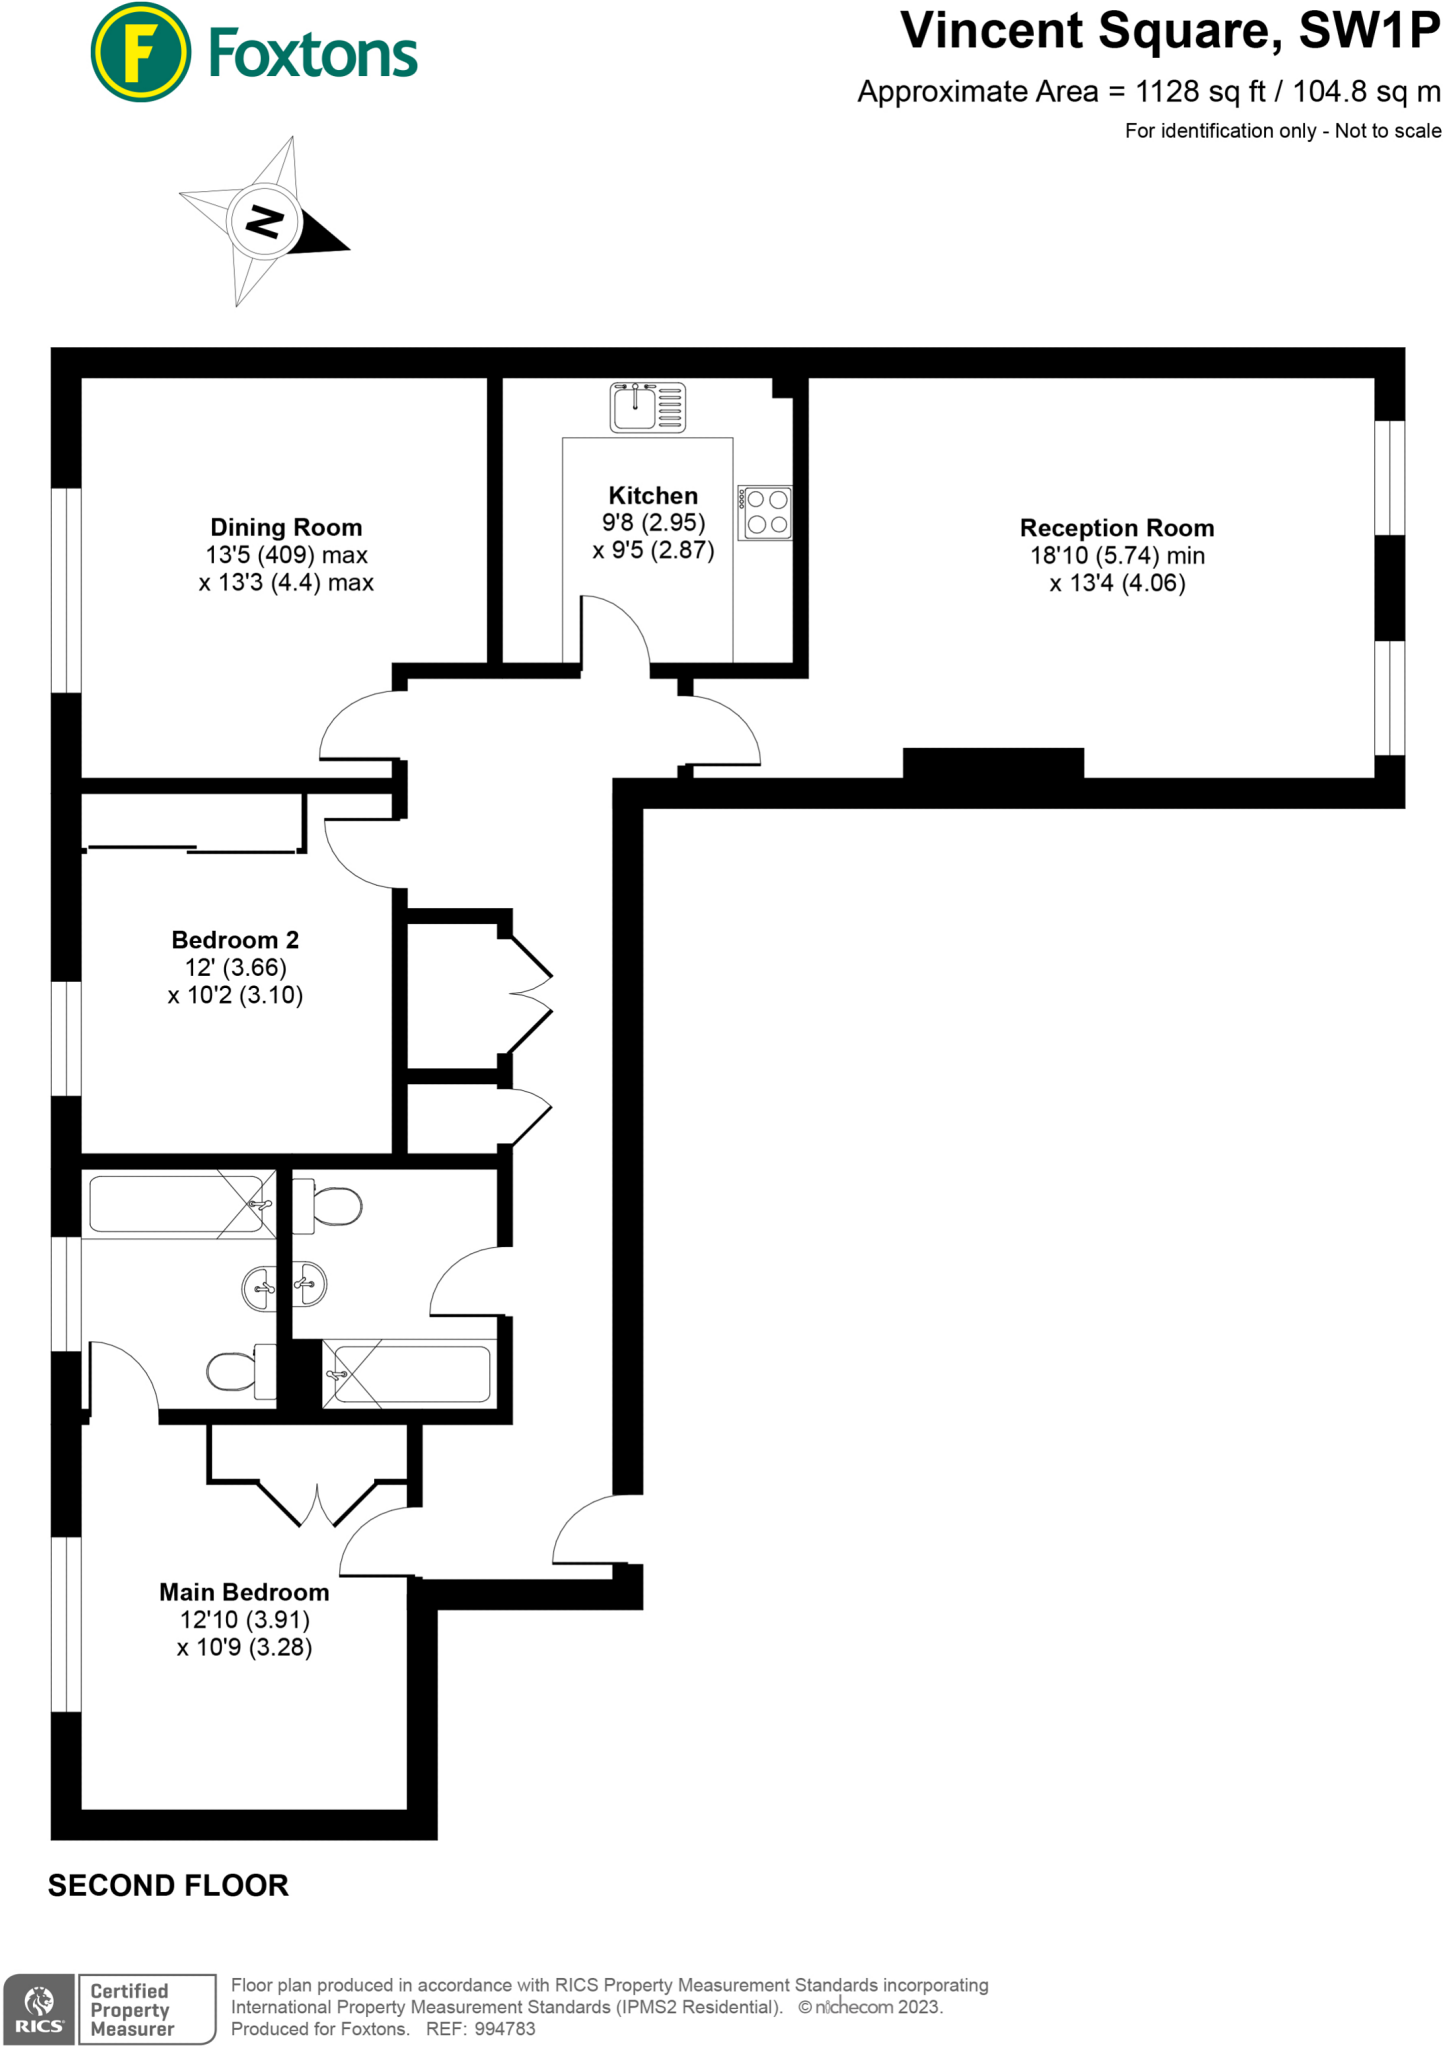 F Foxtons
Vincent Square, SW1P
Approximate Area = 1128 sq ft / 104.8 sq m
For identification only - Not to scale
N
Dining Room
13'5 (409) max
x 13'3 (4.4) max
Kitchen
9'8 (2.95)
x 9'5 (2.87)
Reception Room
18'10 (5.74) min
x 13'4 (4.06)
Bedroom 2
12' (3.66)
x 10'2 (3.10)
Main Bedroom
12'10 (3.91)
x 10'9 (3.28)
SECOND FLOOR
RICS
Certified
Property
Measurer
Floor plan produced in accordance with RICS Property Measurement Standards incorporating
International Property Measurement Standards (IPMS2 Residential). © nichecom 2023.
Produced for Foxtons. REF: 994783